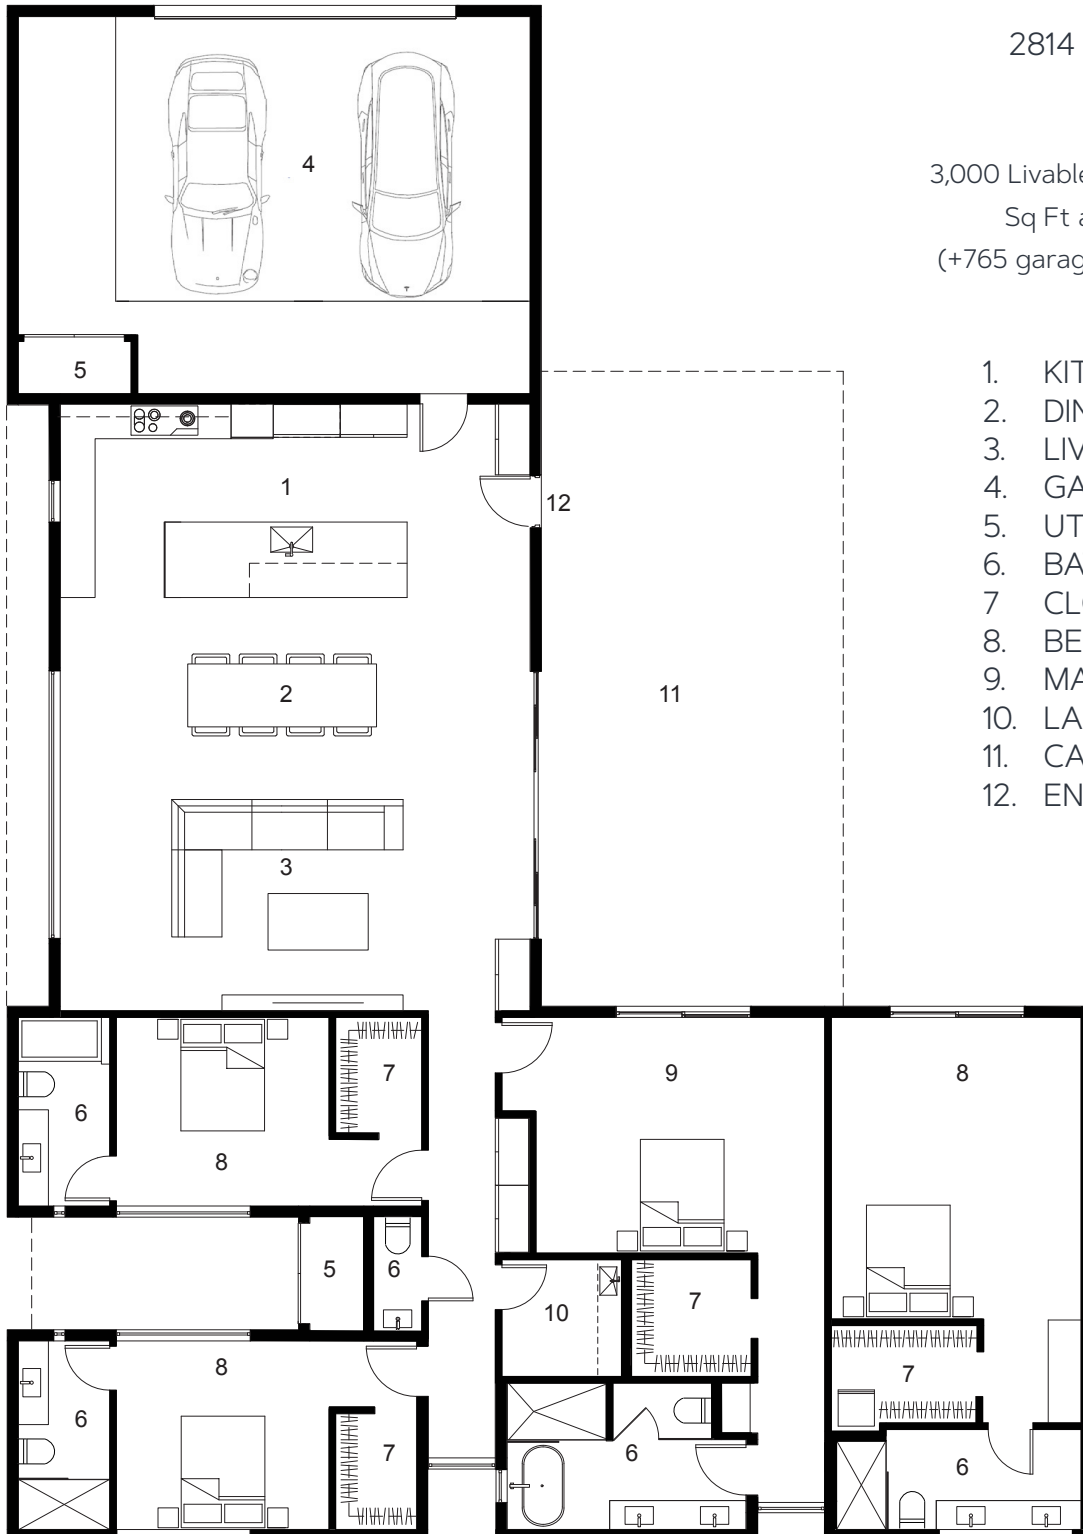 2814
3,000 Livable
Sq Ft a
(+765 garag
1. KIT
2. DIN
3. LIV
4. GA
5. UT
6. BA
7 CL
8. BE
9. MA
10. LA
11. CA
12. EN
4
5
1
12
2
11
3
7
9
8
6
8
5
6
10
7
8
7
6
7
6
6